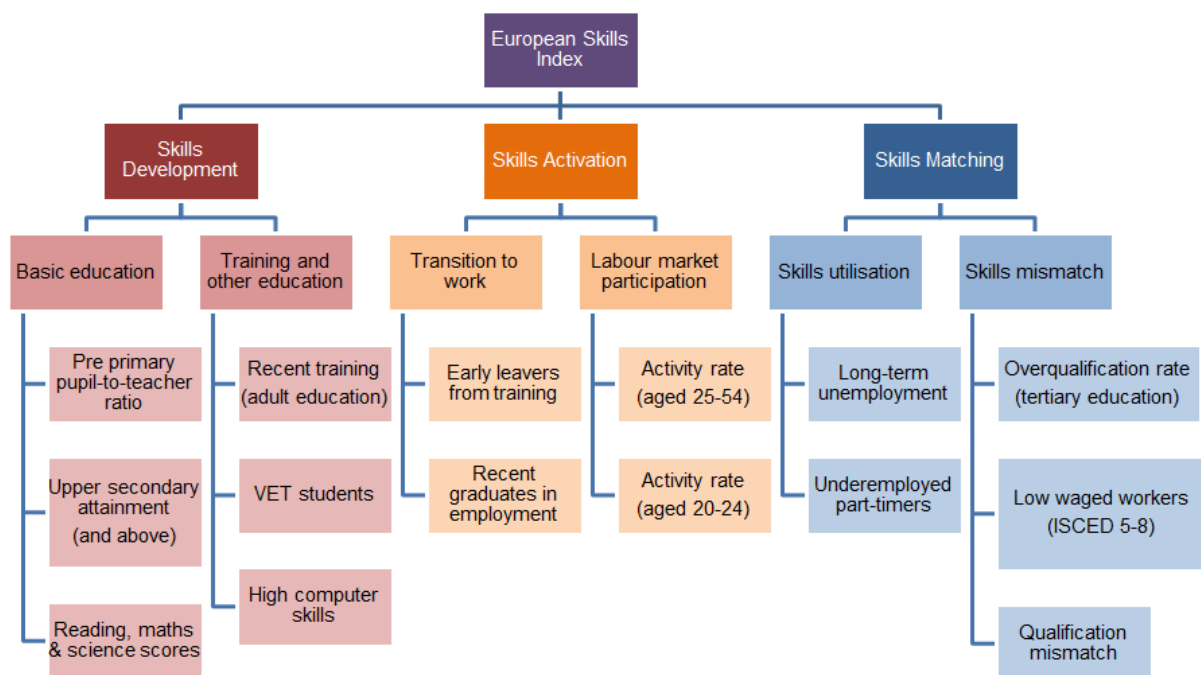 European Skills
Index
Skills
Development
Skills Activation
Skills Matching
Basic education
Training and
other education
Transition to
work
Labour market
participation
Skills utilisation
Skills mismatch
Pre primary
pupil-to-teacher
ratio
Recent training
(adult education)
Early leavers
from training
Activity rate
(aged 25-54)
Long-term
unemployment
Overqualification rate
(tertiary education)
Upper secondary
attainment
(and above)
VET students
Recent
graduates in
employment
Activity rate
(aged 20-24)
Underemployed
part-timers
Low waged workers
(ISCED 5-8)
Reading, maths
& science scores
High computer
skills
Qualification
mismatch